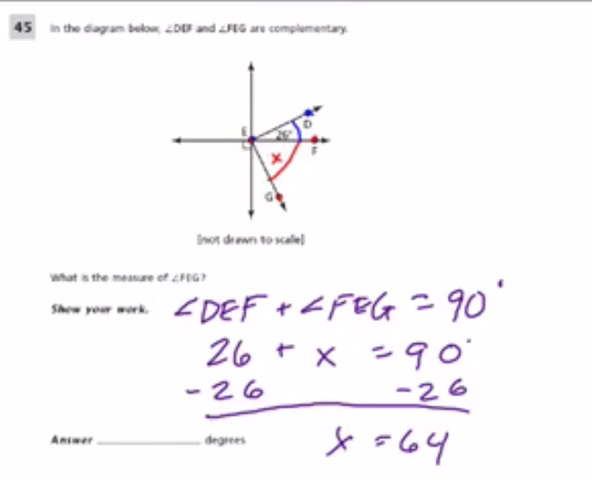 45 In the diagram below, ∠DEF and ∠FEG are complementary.
E 26° D
x F
G
[not drawn to scale]
What is the measure of ∠FEG?
Show your work. ∠DEF + ∠FEG = 90°
26 + x = 90°
-26 -26
Answer ____________ degrees x = 64